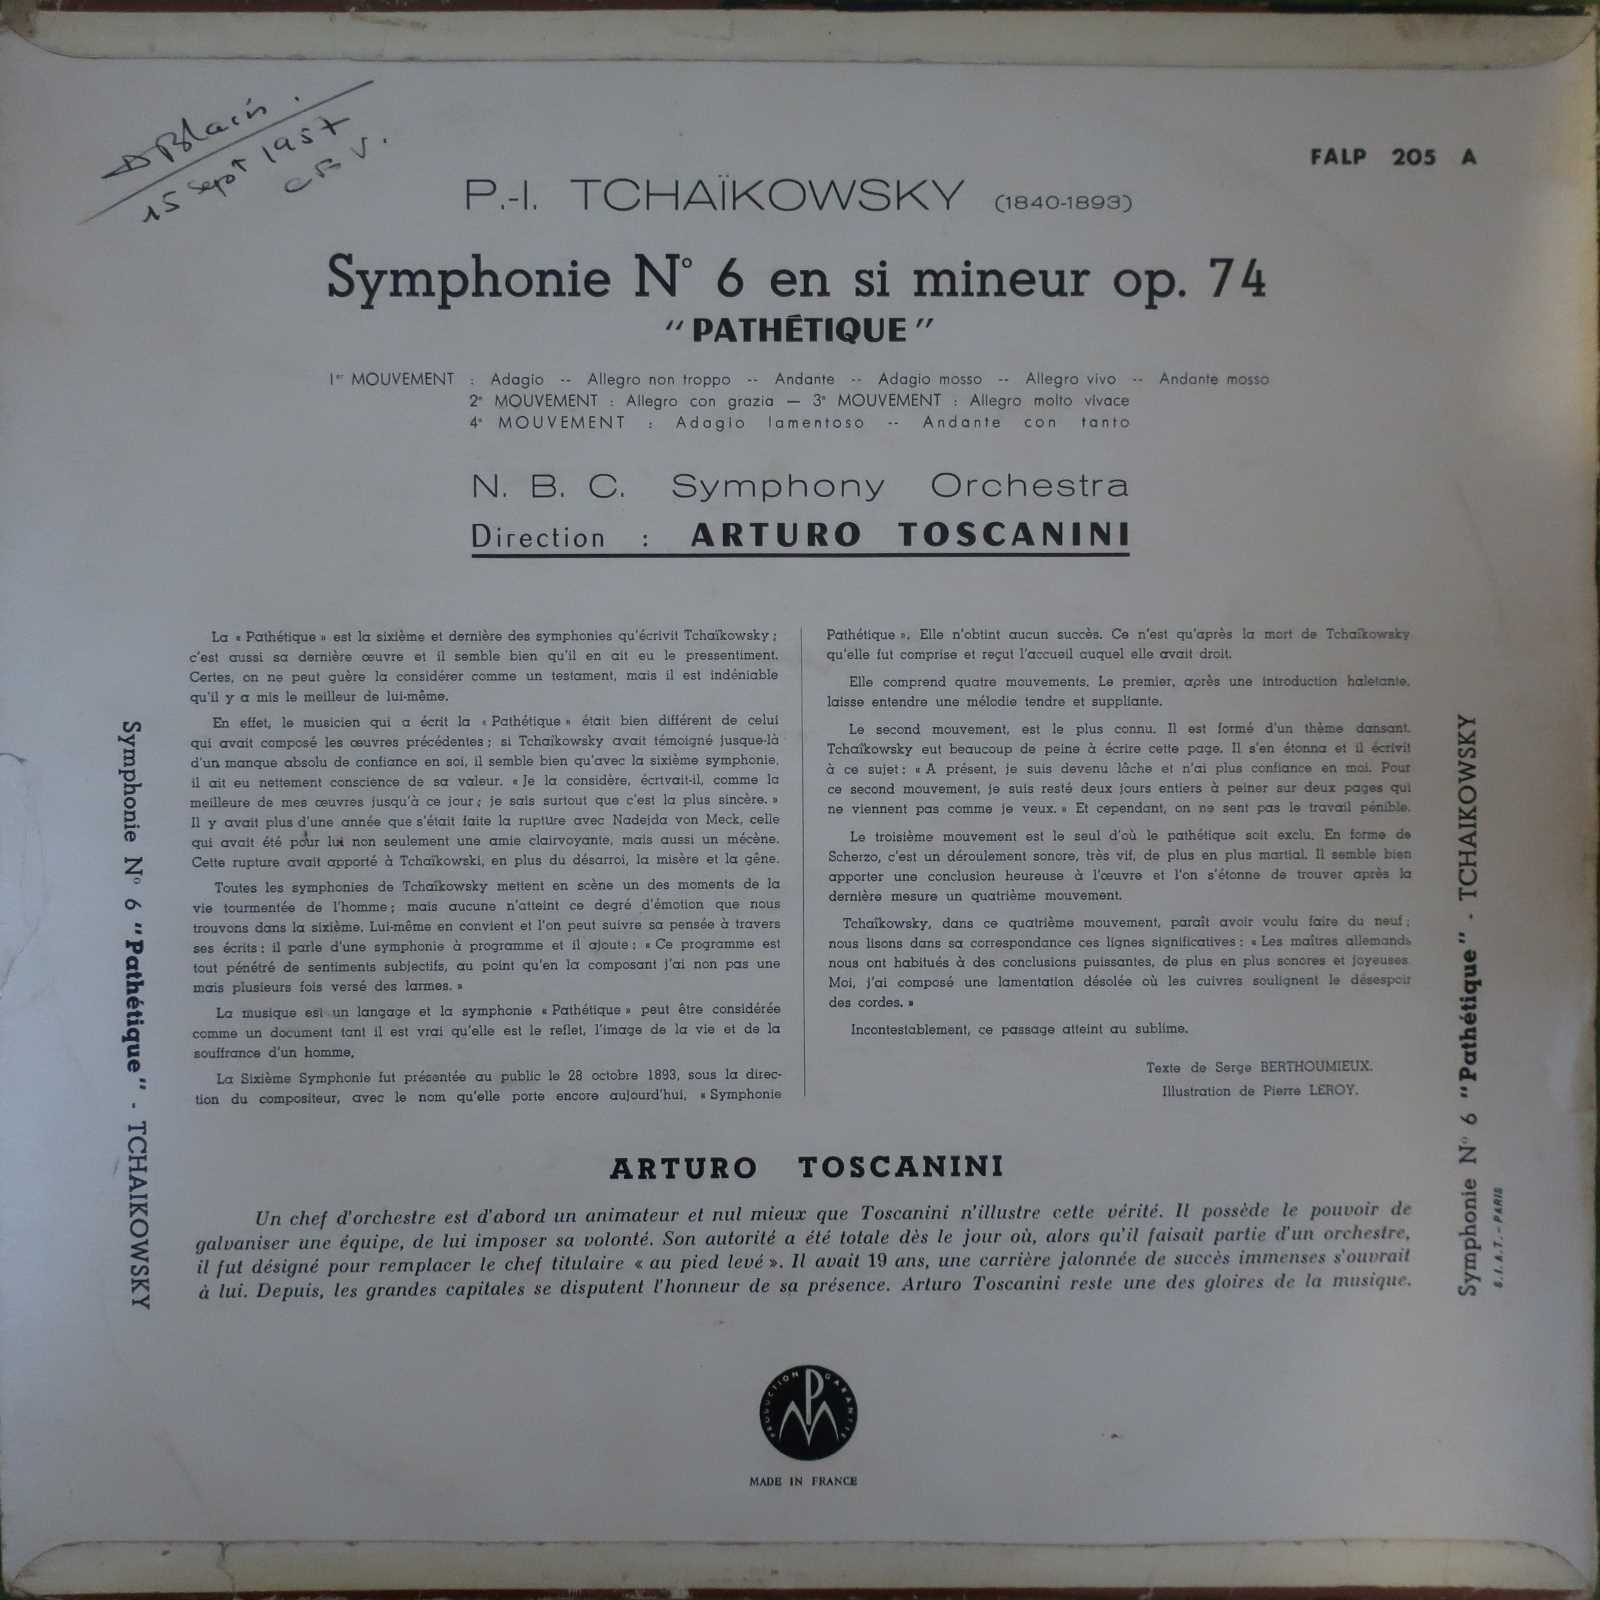 D Blain.
15 Sept 1957
C B V.
FALP 205 A
P.-I. TCHAÏKOWSKY (1840-1893)
Symphonie N° 6 en si mineur op. 74
“PATHÉTIQUE”
1er MOUVEMENT : Adagio -- Allegro non troppo -- Andante -- Adagio mosso -- Allegro vivo -- Andante mosso
2e MOUVEMENT : Allegro con grazia — 3e MOUVEMENT : Allegro molto vivace
4e MOUVEMENT : Adagio lamentoso -- Andante con tanto
N. B. C. Symphony Orchestra
Direction : ARTURO TOSCANINI
La « Pathétique » est la sixième et dernière des symphonies qu'écrivit Tchaïkowsky ;
c'est aussi sa dernière œuvre et il semble bien qu'il en ait eu le pressentiment.
Certes, on ne peut guère la considérer comme un testament, mais il est indéniable
qu'il y a mis le meilleur de lui-même.
En effet, le musicien qui a écrit la « Pathétique » était bien différent de celui
qui avait composé les œuvres précédentes ; si Tchaïkowsky avait témoigné jusque-là
d'un manque absolu de confiance en soi, il semble bien qu'avec la sixième symphonie,
il ait eu nettement conscience de sa valeur. « Je la considère, écrivait-il, comme la
meilleure de mes œuvres jusqu'à ce jour ; je sais surtout que c'est la plus sincère. »
Il y avait plus d'une année que s'était faite la rupture avec Nadejda von Meck, celle
qui avait été pour lui non seulement une amie clairvoyante, mais aussi un mécène.
Cette rupture avait apporté à Tchaïkowski, en plus du désarroi, la misère et la gêne.
Toutes les symphonies de Tchaïkowsky mettent en scène un des moments de la
vie tourmentée de l'homme ; mais aucune n'atteint ce degré d'émotion que nous
trouvons dans la sixième. Lui-même en convient et l'on peut suivre sa pensée à travers
ses écrits : il parle d'une symphonie à programme et il ajoute : « Ce programme est
tout pénétré de sentiments subjectifs, au point qu'en la composant j'ai non pas une
mais plusieurs fois versé des larmes. »
La musique est un langage et la symphonie « Pathétique » peut être considérée
comme un document tant il est vrai qu'elle est le reflet, l'image de la vie et de la
souffrance d'un homme.
La Sixième Symphonie fut présentée au public le 28 octobre 1893, sous la direc-
tion du compositeur, avec le nom qu'elle porte encore aujourd'hui, « Symphonie
Pathétique ». Elle n'obtint aucun succès. Ce n'est qu'après la mort de Tchaïkowsky
qu'elle fut comprise et reçut l'accueil auquel elle avait droit.
Elle comprend quatre mouvements. Le premier, après une introduction haletante,
laisse entendre une mélodie tendre et suppliante.
Le second mouvement, est le plus connu. Il est formé d'un thème dansant.
Tchaïkowsky eut beaucoup de peine à écrire cette page. Il s'en étonna et il écrivit
à ce sujet : « A présent, je suis devenu lâche et n'ai plus confiance en moi. Pour
ce second mouvement, je suis resté deux jours entiers à peiner sur deux pages qui
ne viennent pas comme je veux. » Et cependant, on ne sent pas le travail pénible.
Le troisième mouvement est le seul d'où le pathétique soit exclu. En forme de
Scherzo, c'est un déroulement sonore, très vif, de plus en plus martial. Il semble bien
apporter une conclusion heureuse à l'œuvre et l'on s'étonne de trouver après la
dernière mesure un quatrième mouvement.
Tchaïkowsky, dans ce quatrième mouvement, paraît avoir voulu faire du neuf ;
nous lisons dans sa correspondance ces lignes significatives : « Les maîtres allemands
nous ont habitués à des conclusions puissantes, de plus en plus sonores et joyeuses.
Moi, j'ai composé une lamentation désolée où les cuivres soulignent le désespoir
des cordes. »
Incontestablement, ce passage atteint au sublime.
Texte de Serge BERTHOUMIEUX.
Illustration de Pierre LEROY.
ARTURO TOSCANINI
Un chef d'orchestre est d'abord un animateur et nul mieux que Toscanini n'illustre cette vérité. Il possède le pouvoir de
galvaniser une équipe, de lui imposer sa volonté. Son autorité a été totale dès le jour où, alors qu'il faisait partie d'un orchestre,
il fut désigné pour remplacer le chef titulaire « au pied levé ». Il avait 19 ans, une carrière jalonnée de succès immenses s'ouvrait
à lui. Depuis, les grandes capitales se disputent l'honneur de sa présence. Arturo Toscanini reste une des gloires de la musique.
Symphonie N° 6 “Pathétique” - TCHAIKOWSKY
Symphonie N° 6 “Pathétique” - TCHAIKOWSKY
S.I.A.T. - PARIS
PRODUCTION GARANTIE
PM
MADE IN FRANCE